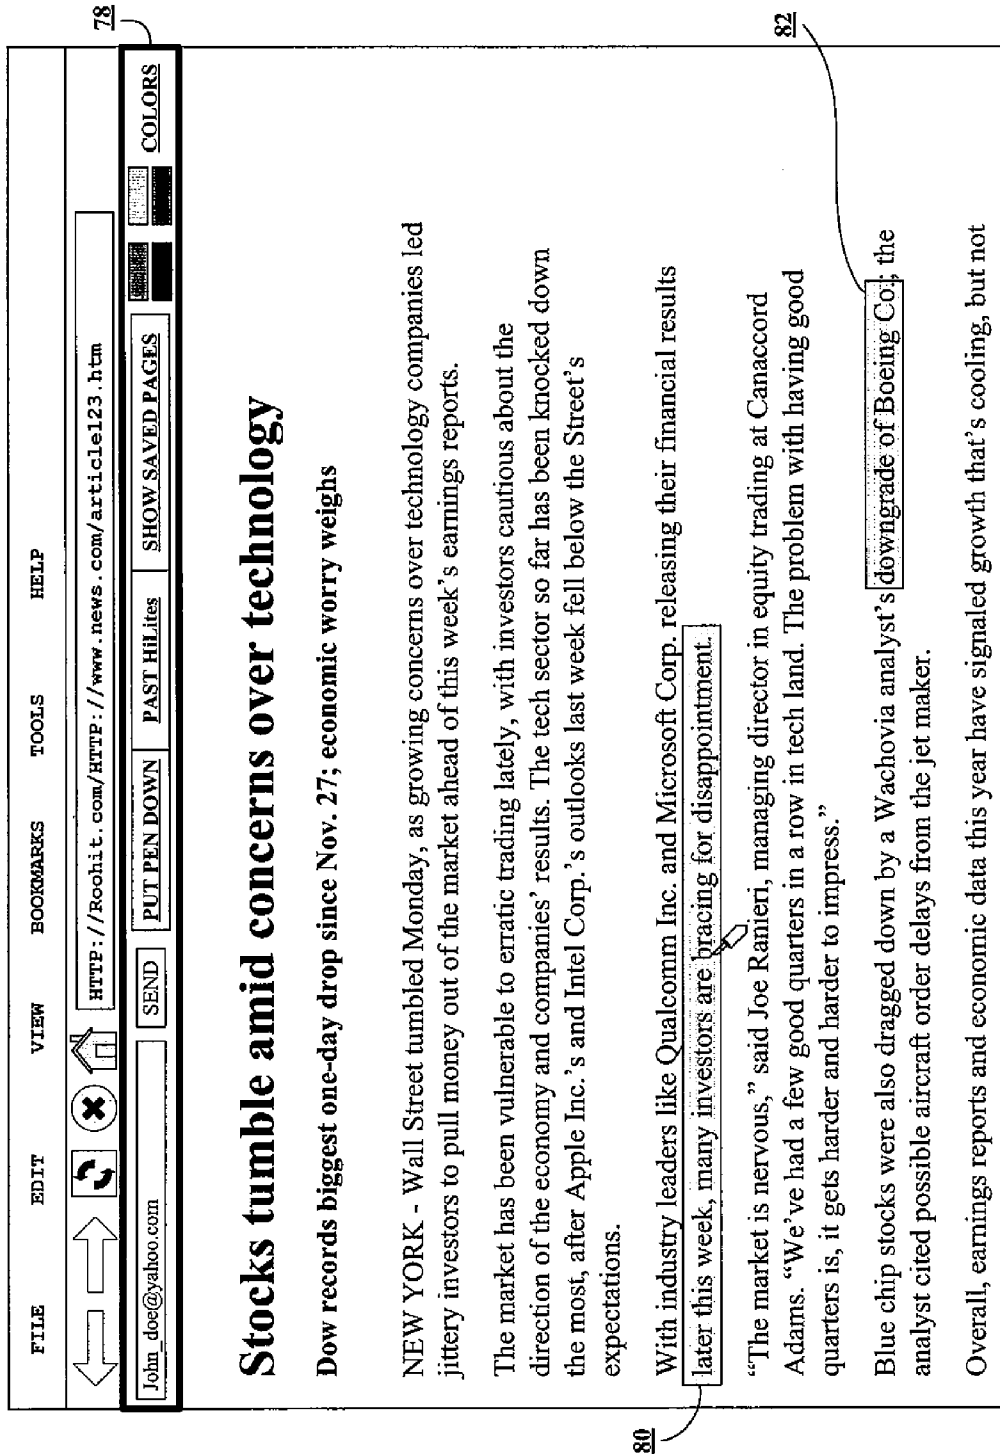 FILE EDIT VIEW BOOKMARKS TOOLS HELP
HTTP://Roohit.com/HTTP://www.news.com/article123.htm
John_doe@yahoo.com SEND PUT PEN DOWN PAST HiLites SHOW SAVED PAGES COLORS
78
Stocks tumble amid concerns over technology
Dow records biggest one-day drop since Nov. 27; economic worry weighs
NEW YORK - Wall Street tumbled Monday, as growing concerns over technology companies led
jittery investors to pull money out of the market ahead of this week's earnings reports.
The market has been vulnerable to erratic trading lately, with investors cautious about the
direction of the economy and companies' results. The tech sector so far has been knocked down
the most, after Apple Inc.'s and Intel Corp.'s outlooks last week fell below the Street's
expectations.
With industry leaders like Qualcomm Inc. and Microsoft Corp. releasing their financial results
later this week, many investors are bracing for disappointment.
80
“The market is nervous,” said Joe Ranieri, managing director in equity trading at Canaccord
Adams. “We've had a few good quarters in a row in tech land. The problem with having good
quarters is, it gets harder and harder to impress.”
82
Blue chip stocks were also dragged down by a Wachovia analyst's downgrade of Boeing Co.; the
analyst cited possible aircraft order delays from the jet maker.
Overall, earnings reports and economic data this year have signaled growth that's cooling, but not